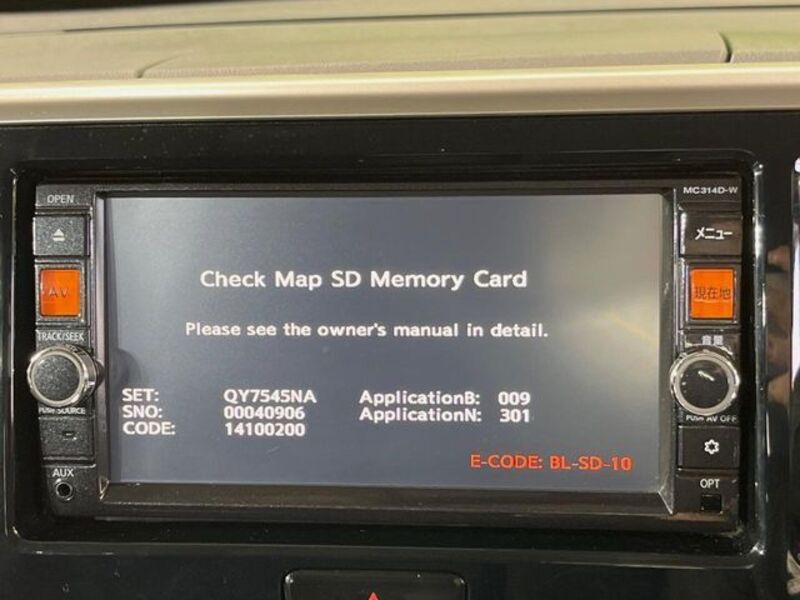 OPEN
MC314D-W
メニュー
AV
現在地
TRACK/SEEK
音量
PUSH SOURCE
PUSH AV OFF
AUX
OPT
Check Map SD Memory Card
Please see the owner's manual in detail.
SET: QY7545NA ApplicationB: 009
SNO: 00040906 ApplicationN: 301
CODE: 14100200
E-CODE: BL-SD-10